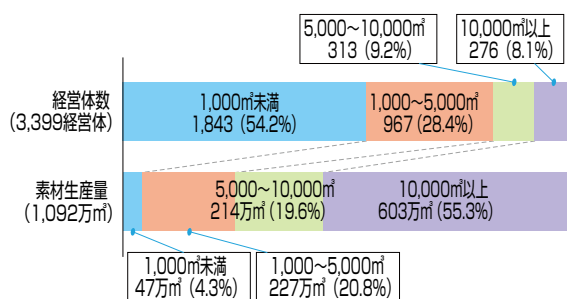 5,000～10,000㎥
313 (9.2%)
10,000㎥以上
276 (8.1%)
経営体数
(3,399経営体)
1,000㎥未満
1,843 (54.2%)
1,000～5,000㎥
967 (28.4%)
素材生産量
(1,092万㎥)
5,000～10,000㎥
214万㎥ (19.6%)
10,000㎥以上
603万㎥ (55.3%)
1,000㎥未満
47万㎥ (4.3%)
1,000～5,000㎥
227万㎥ (20.8%)